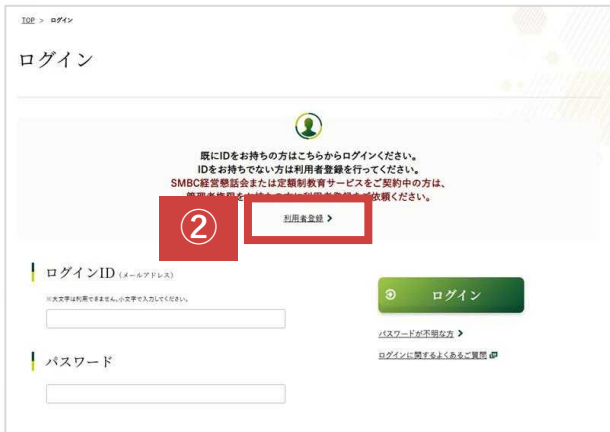 TOP > ログイン
ログイン
既にIDをお持ちの方はこちらからログインください。
IDをお持ちでない方は利用者登録を行ってください。
SMBC経営懇話会または定額制教育サービスをご契約中の方は、
依頼ください。
②
利用者登録
ログインID (メールアドレス)
※大文字は利用できません。小文字で入力してください。
ログイン
パスワードが不明な方
ログインに関するよくあるご質問
パスワード